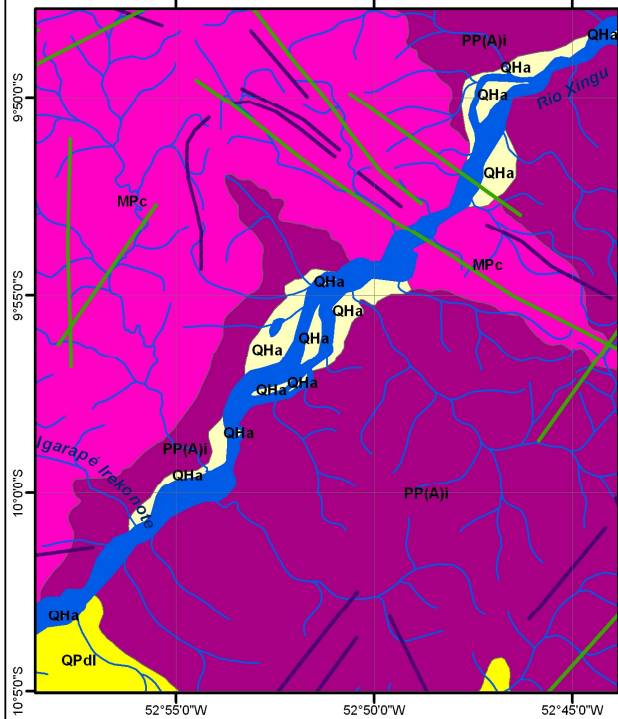 PP(A)i
QHa
QHa
QHa
Rio Xingu
9°50'0"S
QHa
MPc
MPc
9°55'0"S
QHa
QHa
QHa
QHa
QHa
QHa
QHa
PP(A)i
QHa
Igarapé Irekonote
PP(A)i
10°0'0"S
QHa
QPdl
10°5'0"S
52°55'0"W
52°50'0"W
52°45'0"W